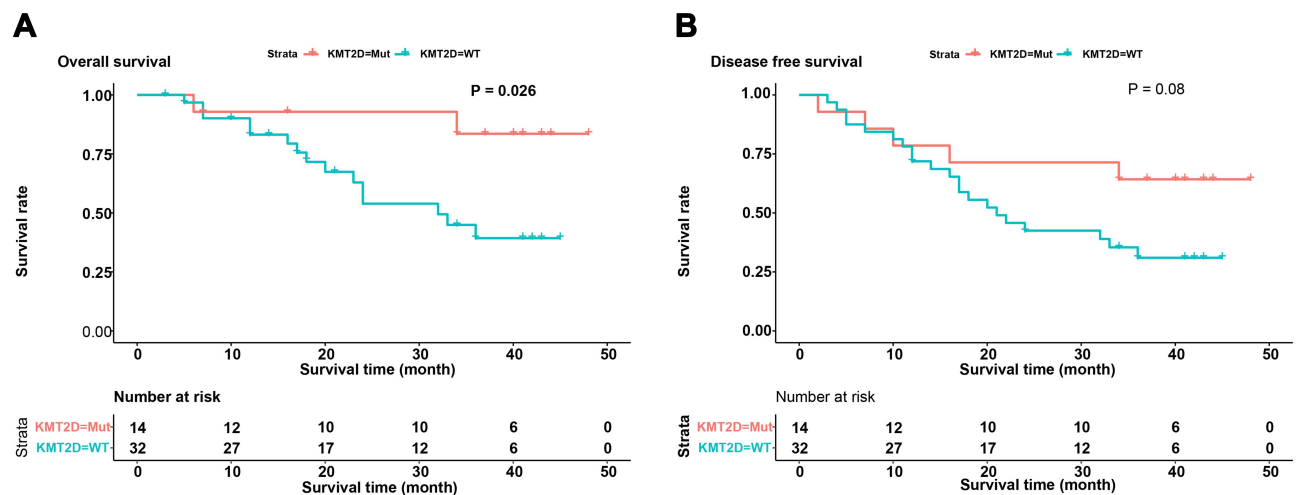 A
Strata KMT2D=Mut KMT2D=WT
Overall survival
P = 0.026
Survival rate
1.00
0.75
0.50
0.25
0.00
0 10 20 30 40 50
Survival time (month)
Number at risk
Strata
KMT2D=Mut 14 12 10 10 6 0
KMT2D=WT 32 27 17 12 6 0
0 10 20 30 40 50
Survival time (month)
B
Strata KMT2D=Mut KMT2D=WT
Disease free survival
P = 0.08
Survival rate
1.00
0.75
0.50
0.25
0.00
0 10 20 30 40 50
Survival time (month)
Number at risk
Strata
KMT2D=Mut 14 12 10 10 6 0
KMT2D=WT 32 27 17 12 6 0
0 10 20 30 40 50
Survival time (month)